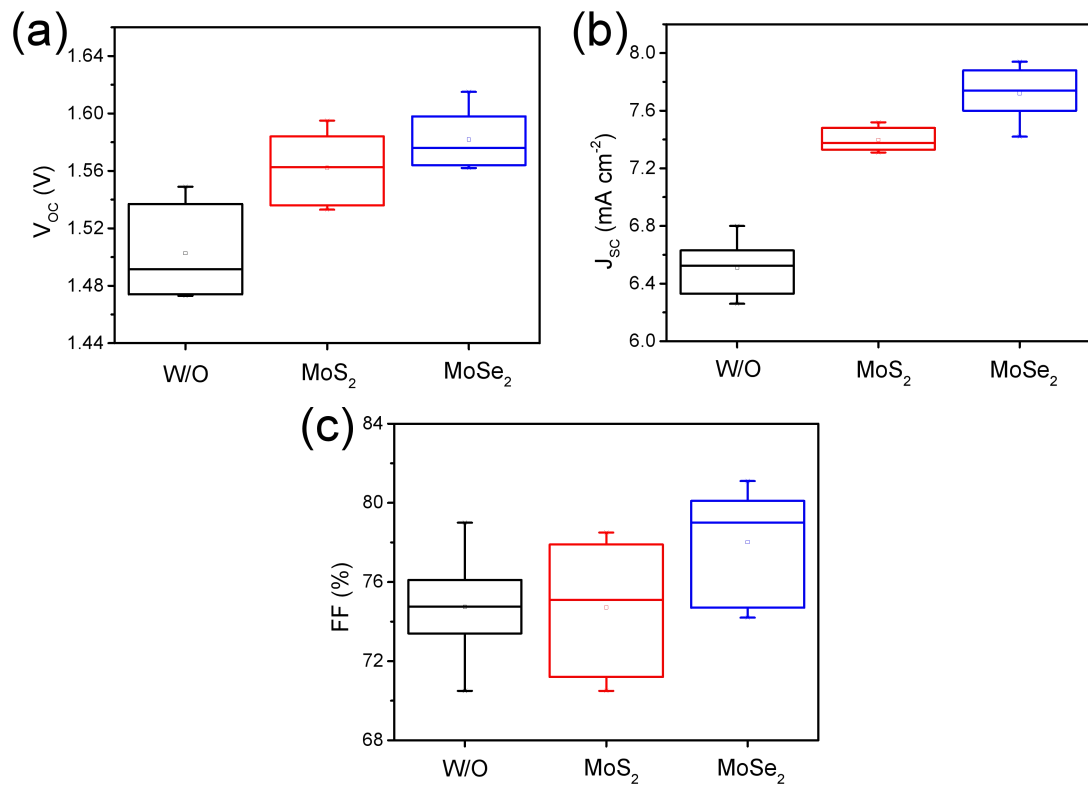 (a)
V_OC (V)
1.64
1.60
1.56
1.52
1.48
1.44
W/O
MoS₂
MoSe₂
(b)
J_SC (mA cm⁻²)
8.0
7.6
7.2
6.8
6.4
6.0
W/O
MoS₂
MoSe₂
(c)
FF (%)
84
80
76
72
68
W/O
MoS₂
MoSe₂